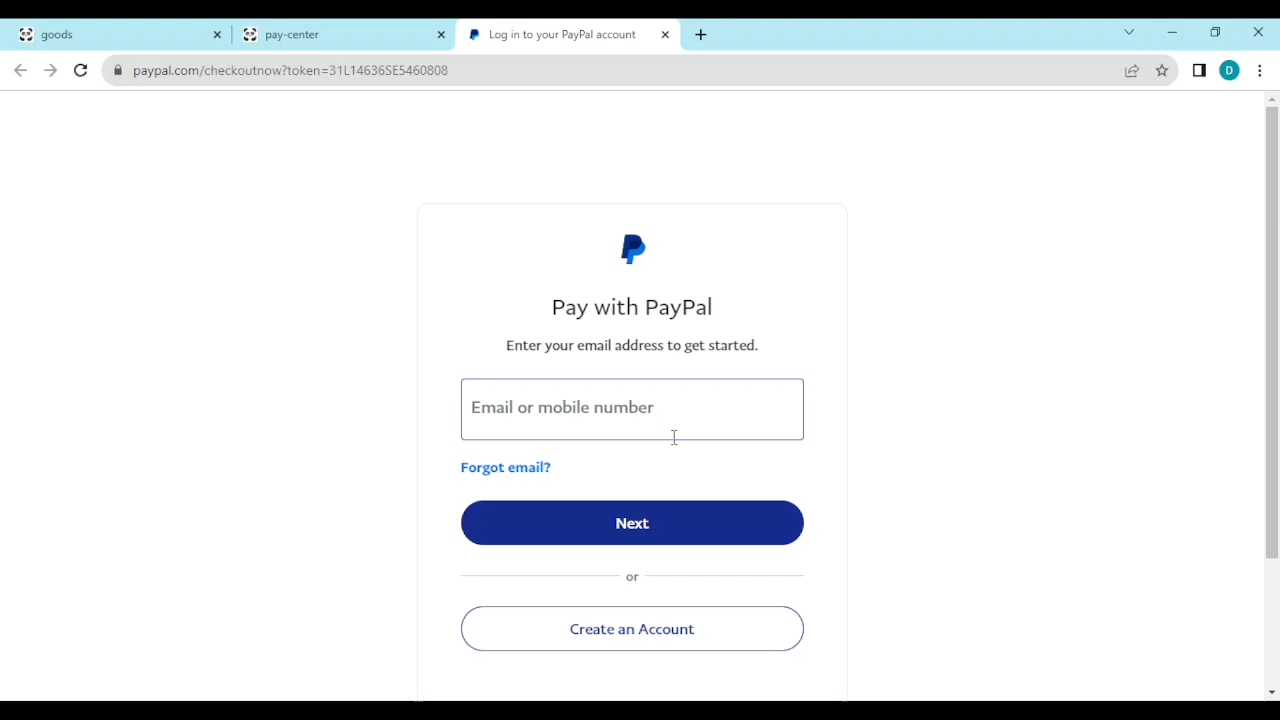 goods
pay-center
Log in to your PayPal account
paypal.com/checkoutnow?token=31L14636SE5460808
D
Pay with PayPal
Enter your email address to get started.
Email or mobile number
Forgot email?
Next
or
Create an Account